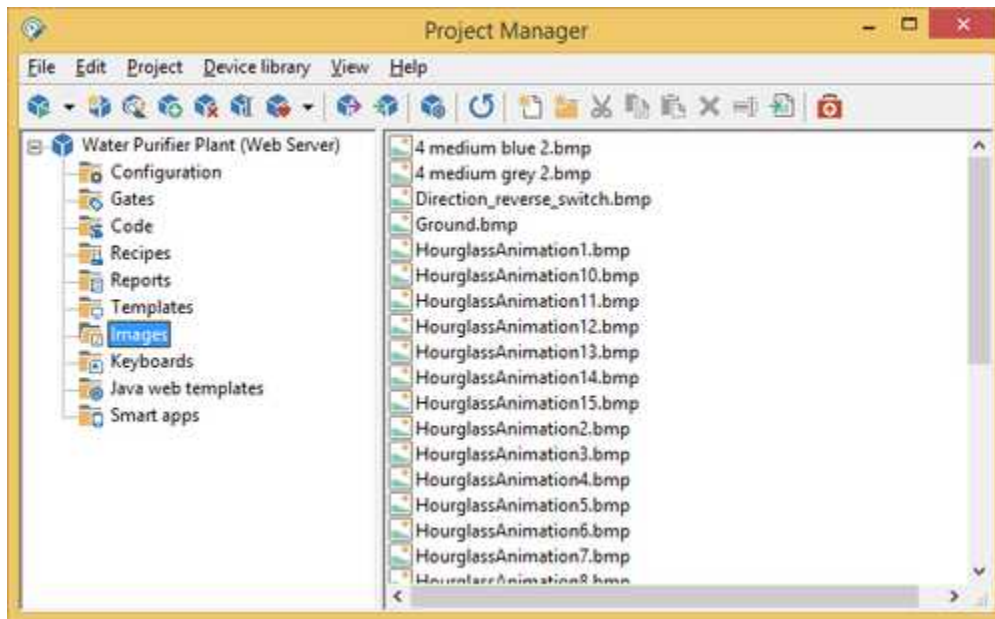 Project Manager
File Edit Project Device library View Help
Water Purifier Plant (Web Server)
Configuration
Gates
Code
Recipes
Reports
Templates
Images
Keyboards
Java web templates
Smart apps
4 medium blue 2.bmp
4 medium grey 2.bmp
Direction_reverse_switch.bmp
Ground.bmp
HourglassAnimation1.bmp
HourglassAnimation10.bmp
HourglassAnimation11.bmp
HourglassAnimation12.bmp
HourglassAnimation13.bmp
HourglassAnimation14.bmp
HourglassAnimation15.bmp
HourglassAnimation2.bmp
HourglassAnimation3.bmp
HourglassAnimation4.bmp
HourglassAnimation5.bmp
HourglassAnimation6.bmp
HourglassAnimation7.bmp
HourglassAnimation8.bmp